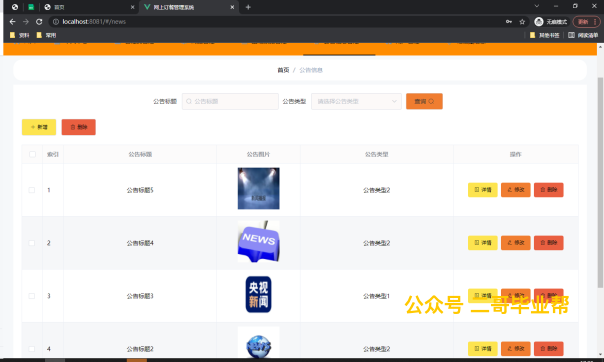 首页
网上订餐管理系统
localhost:8081/#/news
无痕模式
更新
资料
常用
其他书签
阅读清单
首页 / 公告信息
公告标题 公告标题 公告类型 请选择公告类型 查询
+ 新增 删除
索引 公告标题 公告图片 公告类型 操作
1 公告标题5 公告类型2 详情 修改 删除
2 公告标题4 NEWS 公告类型2 详情 修改 删除
3 公告标题3 央视新闻 公告类型1 详情 修改 删除
公众号 二哥毕业帮
4 公告标题2 公告类型2 详情 修改 删除